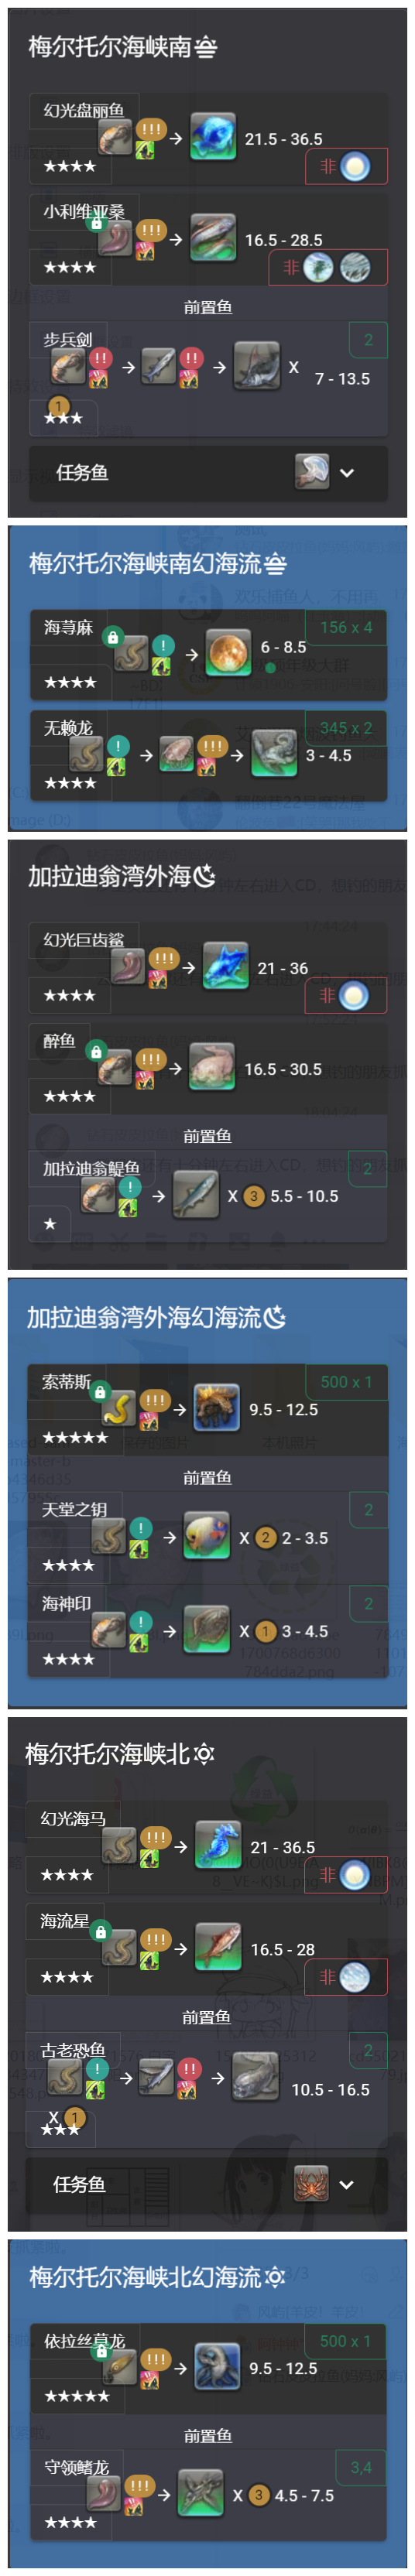 梅尔托尔海峡南
幻光盘丽鱼
!!!
21.5 - 36.5
★★★★
非
小利维亚桑
!!!
16.5 - 28.5
★★★★
非
前置鱼
步兵剑
2
!!
!!
X
7 - 13.5
1
★★★
任务鱼
梅尔托尔海峡南幻海流
海荨麻
156 x 4
!
6 - 8.5
★★★★
无赖龙
345 x 2
!
!!!
3 - 4.5
★★★★
加拉迪翁湾外海
幻光巨齿鲨
!!!
21 - 36
★★★★
非
醉鱼
!!!
16.5 - 30.5
★★★★
前置鱼
加拉迪翁鳀鱼
2
!
X 3 5.5 - 10.5
★
加拉迪翁湾外海幻海流
索蒂斯
500 x 1
!!!
9.5 - 12.5
★★★★★
前置鱼
天堂之钥
2
!
X 2 2 - 3.5
★★★★
海神印
2
!
X 1 3 - 4.5
★★★★
梅尔托尔海峡北
幻光海马
!!!
21 - 36.5
★★★★
非
海流星
!!!
16.5 - 28
★★★★
非
前置鱼
古老恐鱼
2
!
!!
10.5 - 16.5
X 1
★★★
任务鱼
梅尔托尔海峡北幻海流
依拉丝莫龙
500 x 1
!!!
9.5 - 12.5
★★★★★
前置鱼
守领鳍龙
3,4
!!!
X 3 4.5 - 7.5
★★★★